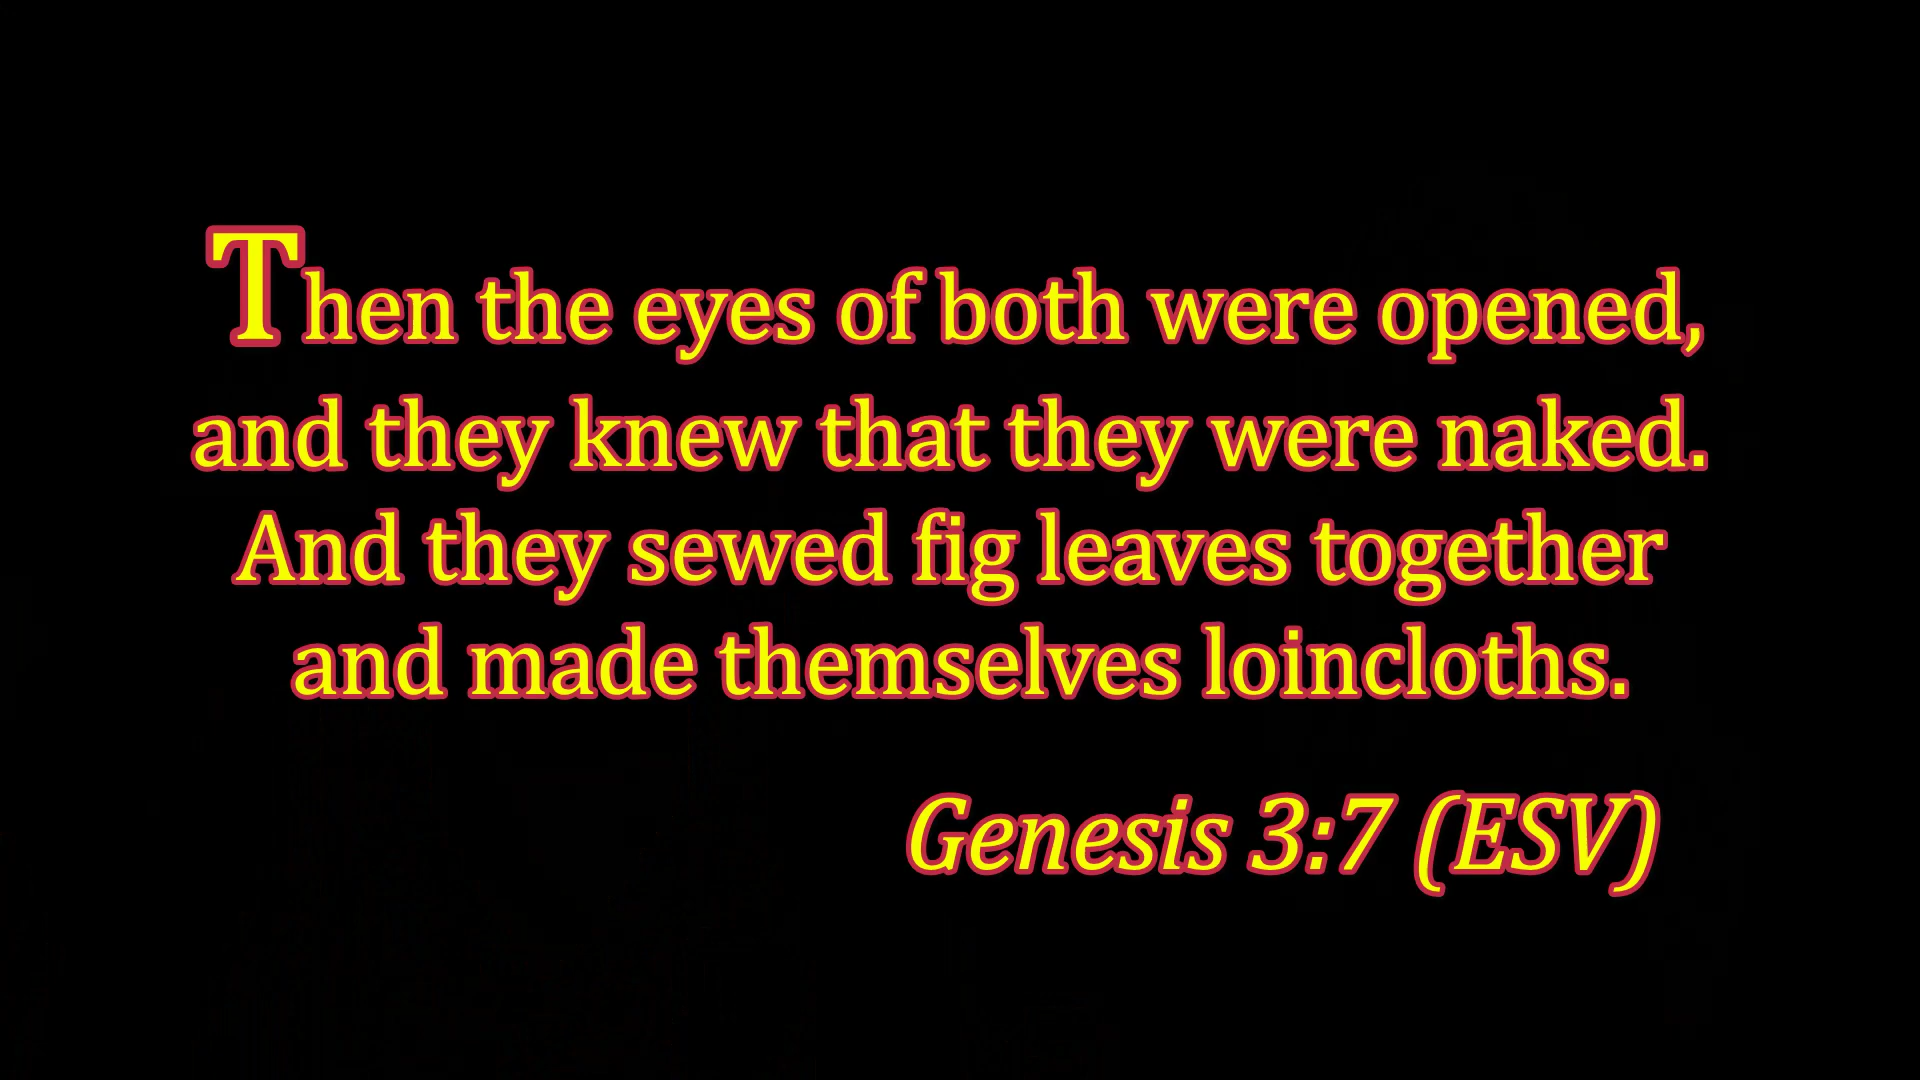 Then the eyes of both were opened,
and they knew that they were naked.
And they sewed fig leaves together
and made themselves loincloths.
Genesis 3:7 (ESV)